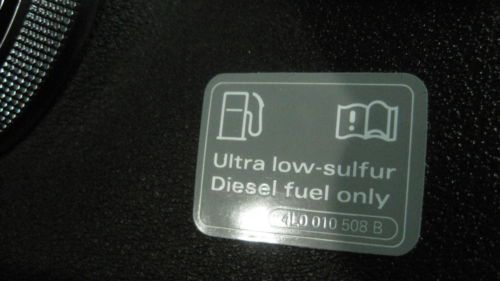 Ultra low-sulfur
Diesel fuel only
4L0 010 508 B